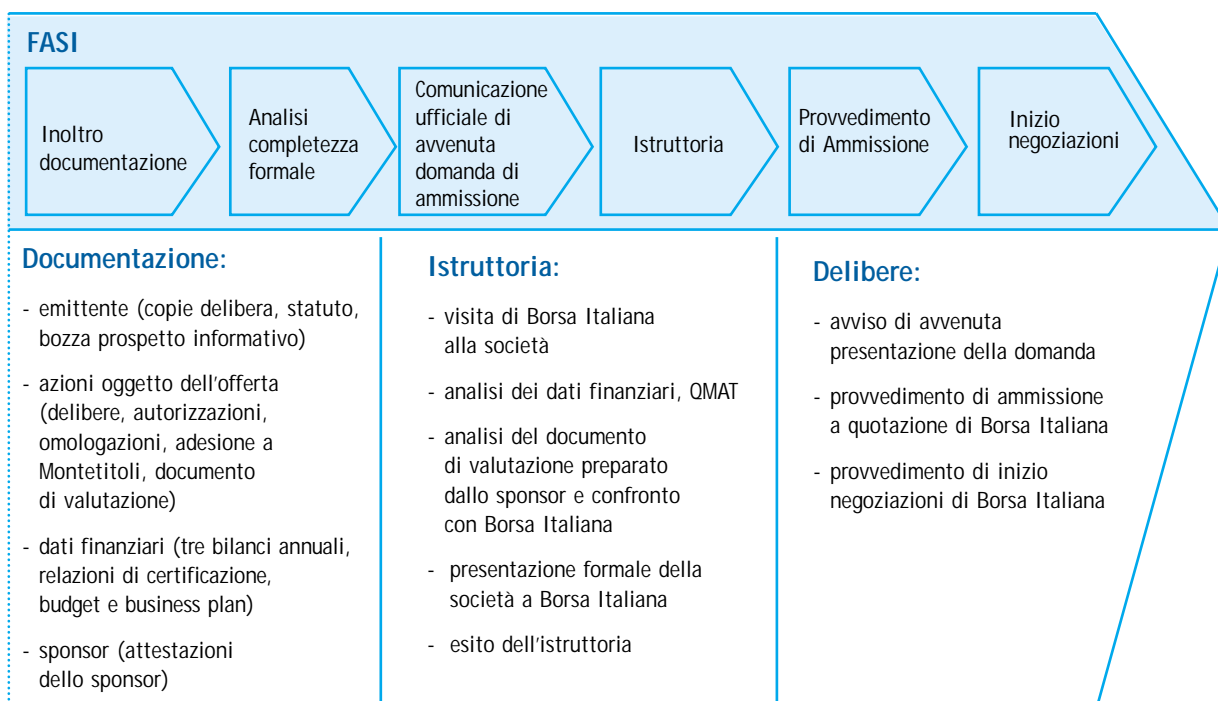 FASI
Inoltro
documentazione
Analisi
completezza
formale
Comunicazione
ufficiale di
avvenuta
domanda di
ammissione
Istruttoria
Provvedimento
di Ammissione
Inizio
negoziazioni
Documentazione:
- emittente (copie delibera, statuto,
bozza prospetto informativo)
- azioni oggetto dell'offerta
(delibere, autorizzazioni,
omologazioni, adesione a
Montetitoli, documento
di valutazione)
- dati finanziari (tre bilanci annuali,
relazioni di certificazione,
budget e business plan)
- sponsor (attestazioni
dello sponsor)
Istruttoria:
- visita di Borsa Italiana
alla società
- analisi dei dati finanziari, QMAT
- analisi del documento
di valutazione preparato
dallo sponsor e confronto
con Borsa Italiana
- presentazione formale della
società a Borsa Italiana
- esito dell'istruttoria
Delibere:
- avviso di avvenuta
presentazione della domanda
- provvedimento di ammissione
a quotazione di Borsa Italiana
- provvedimento di inizio
negoziazioni di Borsa Italiana